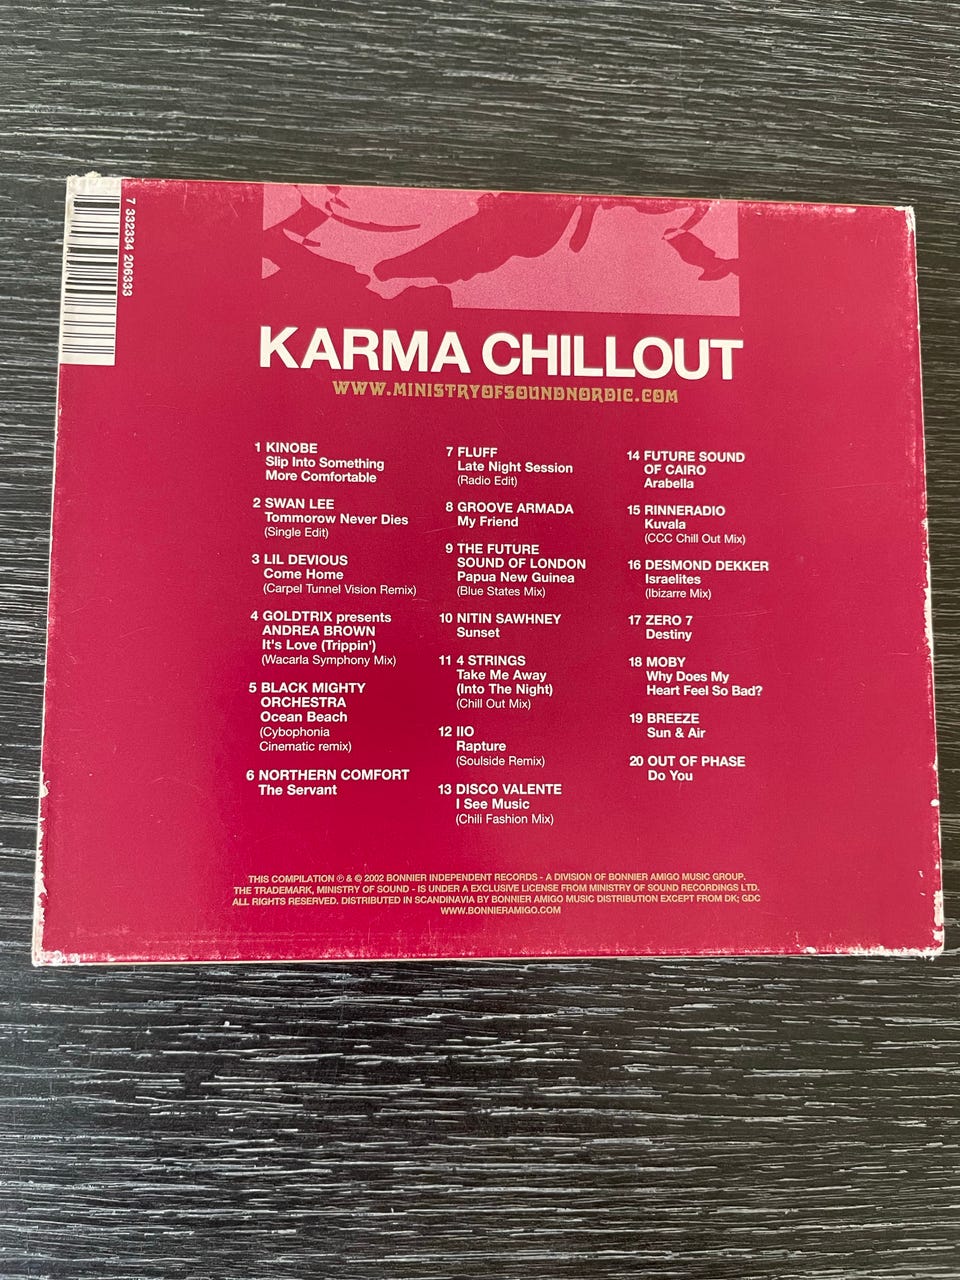 7 332334 206333
KARMA CHILLOUT
WWW.MINISTRYOFSOUNDNORDIC.COM
1 KINOBE
Slip Into Something
More Comfortable
2 SWAN LEE
Tommorow Never Dies
(Single Edit)
3 LIL DEVIOUS
Come Home
(Carpel Tunnel Vision Remix)
4 GOLDTRIX presents
ANDREA BROWN
It's Love (Trippin')
(Wacarla Symphony Mix)
5 BLACK MIGHTY
ORCHESTRA
Ocean Beach
(Cybophonia
Cinematic remix)
6 NORTHERN COMFORT
The Servant
7 FLUFF
Late Night Session
(Radio Edit)
8 GROOVE ARMADA
My Friend
9 THE FUTURE
SOUND OF LONDON
Papua New Guinea
(Blue States Mix)
10 NITIN SAWHNEY
Sunset
11 4 STRINGS
Take Me Away
(Into The Night)
(Chill Out Mix)
12 IIO
Rapture
(Soulside Remix)
13 DISCO VALENTE
I See Music
(Chili Fashion Mix)
14 FUTURE SOUND
OF CAIRO
Arabella
15 RINNERADIO
Kuvala
(CCC Chill Out Mix)
16 DESMOND DEKKER
Israelites
(Ibizarre Mix)
17 ZERO 7
Destiny
18 MOBY
Why Does My
Heart Feel So Bad?
19 BREEZE
Sun & Air
20 OUT OF PHASE
Do You
THIS COMPILATION ℗ & © 2002 BONNIER INDEPENDENT RECORDS - A DIVISION OF BONNIER AMIGO MUSIC GROUP.
THE TRADEMARK, MINISTRY OF SOUND - IS UNDER A EXCLUSIVE LICENSE FROM MINISTRY OF SOUND RECORDINGS LTD.
ALL RIGHTS RESERVED. DISTRIBUTED IN SCANDINAVIA BY BONNIER AMIGO MUSIC DISTRIBUTION EXCEPT FROM DK; GDC
WWW.BONNIERAMIGO.COM